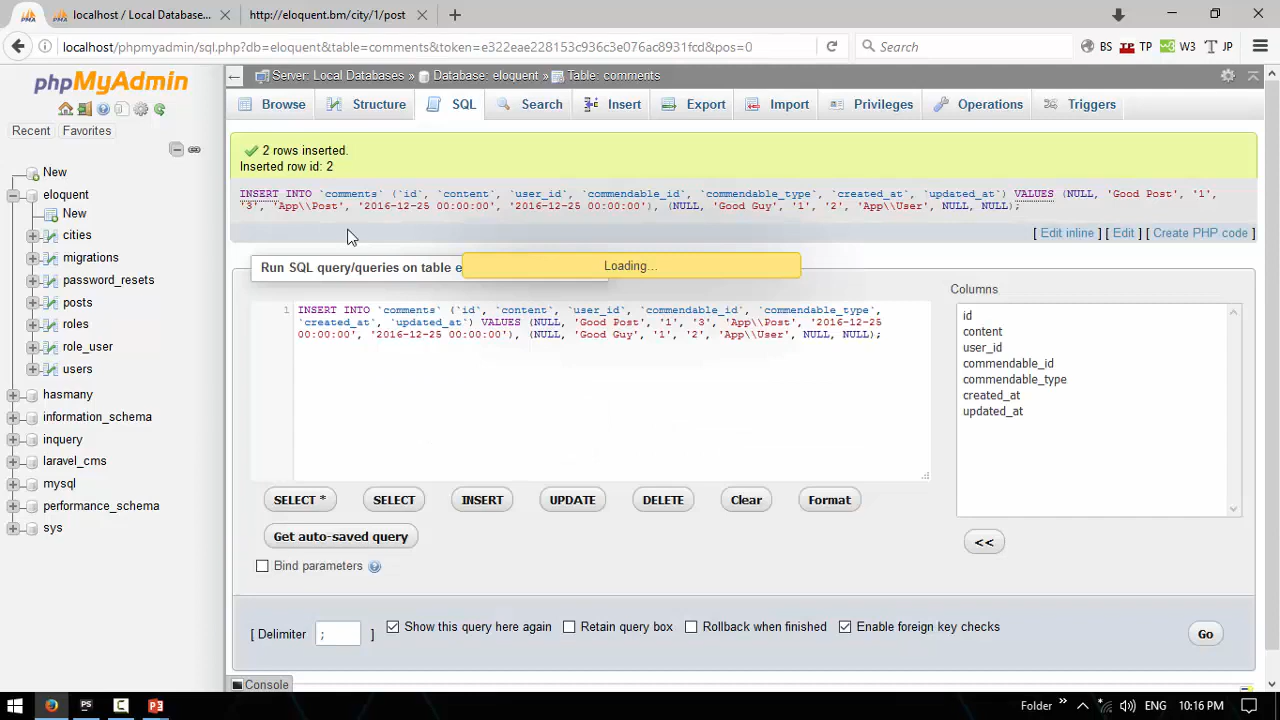 localhost / Local Database...
http://eloquent.bm/city/1/post
localhost/phpmyadmin/sql.php?db=eloquent&table=comments&token=e322eae228153c936c3e076ac8931fcd&pos=0
Search
BS TP W3 JP
phpMyAdmin
Recent Favorites
New
eloquent
New
cities
migrations
password_resets
posts
roles
role_user
users
hasmany
information_schema
inquery
laravel_cms
mysql
performance_schema
sys
Server: Local Databases » Database: eloquent » Table: comments
Browse Structure SQL Search Insert Export Import Privileges Operations Triggers
2 rows inserted.
Inserted row id: 2
INSERT INTO `comments` (`id`, `content`, `user_id`, `commendable_id`, `commendable_type`, `created_at`, `updated_at`) VALUES (NULL, 'Good Post', '1',
'3', 'App\\Post', '2016-12-25 00:00:00', '2016-12-25 00:00:00'), (NULL, 'Good Guy', '1', '2', 'App\\User', NULL, NULL);
[ Edit inline ] [ Edit ] [ Create PHP code ]
Run SQL query/queries on table e
Loading...
1
INSERT INTO `comments` (`id`, `content`, `user_id`, `commendable_id`, `commendable_type`,
`created_at`, `updated_at`) VALUES (NULL, 'Good Post', '1', '3', 'App\\Post', '2016-12-25
00:00:00', '2016-12-25 00:00:00'), (NULL, 'Good Guy', '1', '2', 'App\\User', NULL, NULL);
Columns
id
content
user_id
commendable_id
commendable_type
created_at
updated_at
SELECT * SELECT INSERT UPDATE DELETE Clear Format
<<
Get auto-saved query
Bind parameters
[ Delimiter ; ] Show this query here again Retain query box Rollback when finished Enable foreign key checks Go
Console
Folder ENG 10:16 PM